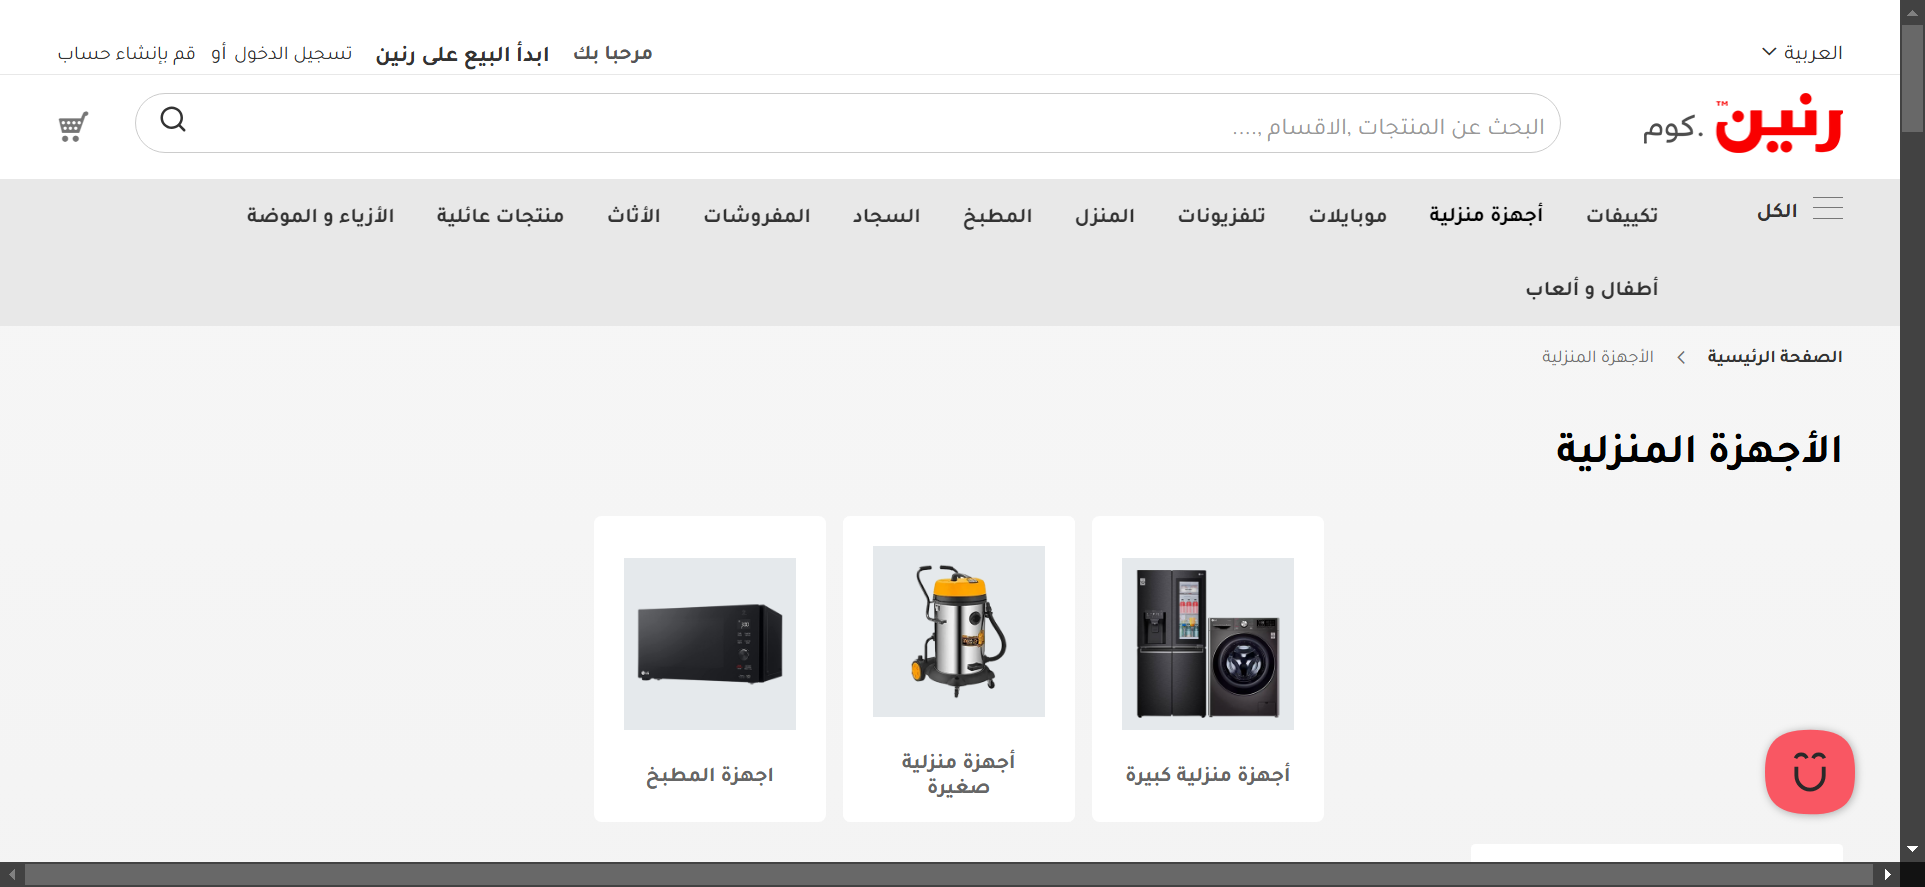 العربية
مرحبا بك ابدأ البيع على رنين تسجيل الدخول أو قم بإنشاء حساب
رنين™ .كوم
البحث عن المنتجات ,الاقسام ,....
الكل
تكييفات أجهزة منزلية موبايلات تلفزيونات المنزل المطبخ السجاد المفروشات الأثاث منتجات عائلية الأزياء و الموضة
أطفال و ألعاب
الصفحة الرئيسية الأجهزة المنزلية
الأجهزة المنزلية
أجهزة منزلية كبيرة
أجهزة منزلية
صغيرة
اجهزة المطبخ